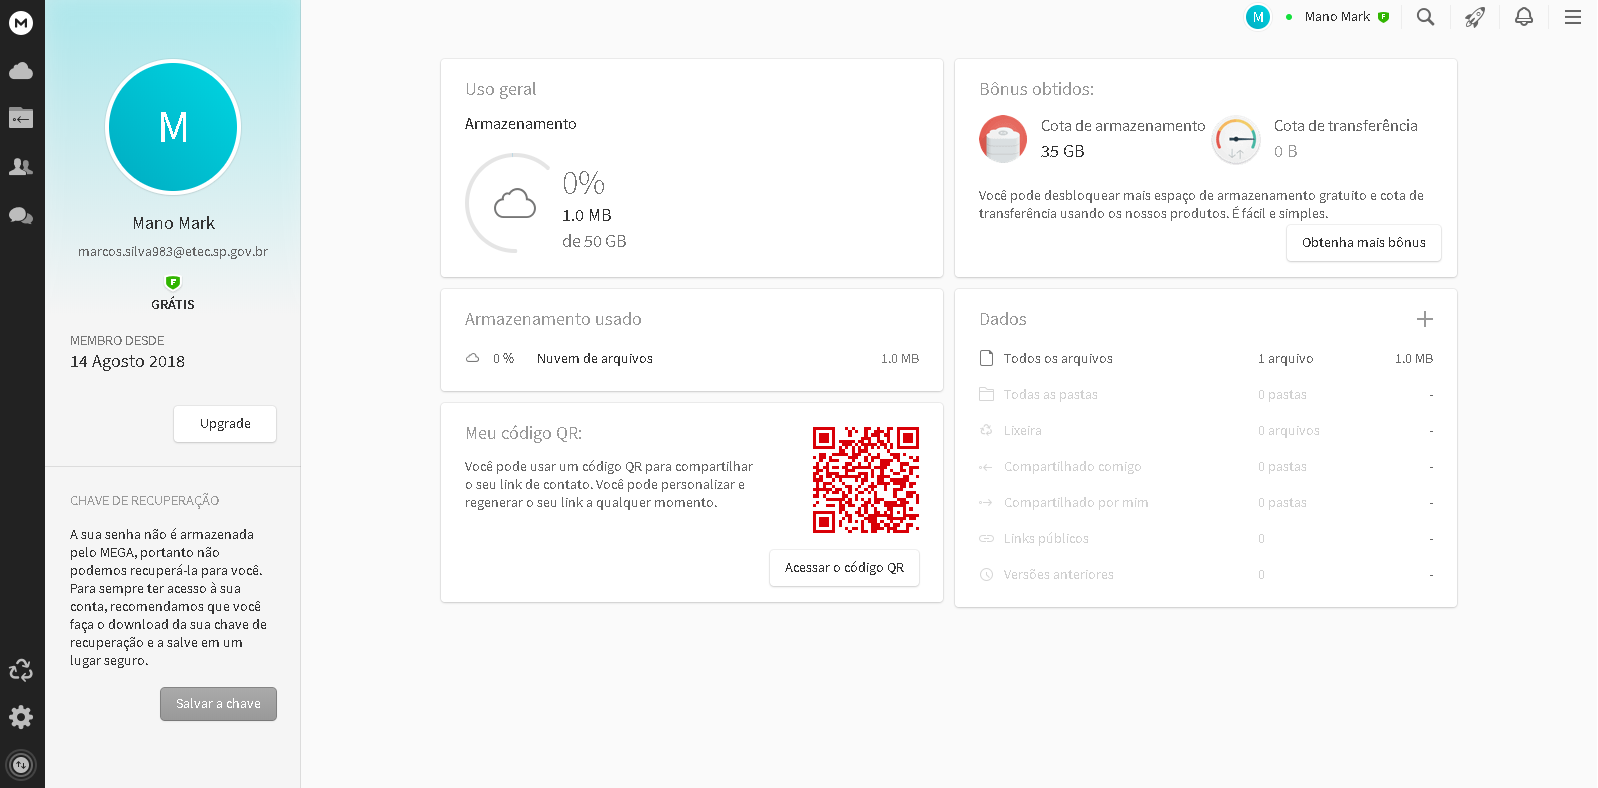 M
Mano Mark
M
Mano Mark
marcos.silva983@etec.sp.gov.br
GRÁTIS
MEMBRO DESDE
14 Agosto 2018
Upgrade
CHAVE DE RECUPERAÇÃO
A sua senha não é armazenada
pelo MEGA, portanto não
podemos recuperá-la para você.
Para sempre ter acesso à sua
conta, recomendamos que você
faça o download da sua chave de
recuperação e a salve em um
lugar seguro.
Salvar a chave
Uso geral
Armazenamento
0%
1.0 MB
de 50 GB
Bônus obtidos:
Cota de armazenamento
35 GB
Cota de transferência
0 B
Você pode desbloquear mais espaço de armazenamento gratuito e cota de
transferência usando os nossos produtos. É fácil e simples.
Obtenha mais bônus
Armazenamento usado
0 % Nuvem de arquivos 1.0 MB
Meu código QR:
Você pode usar um código QR para compartilhar
o seu link de contato. Você pode personalizar e
regenerar o seu link a qualquer momento.
Acessar o código QR
Dados
Todos os arquivos 1 arquivo 1.0 MB
Todas as pastas 0 pastas -
Lixeira 0 arquivos -
Compartilhado comigo 0 pastas -
Compartilhado por mim 0 pastas -
Links públicos 0 -
Versões anteriores 0 -